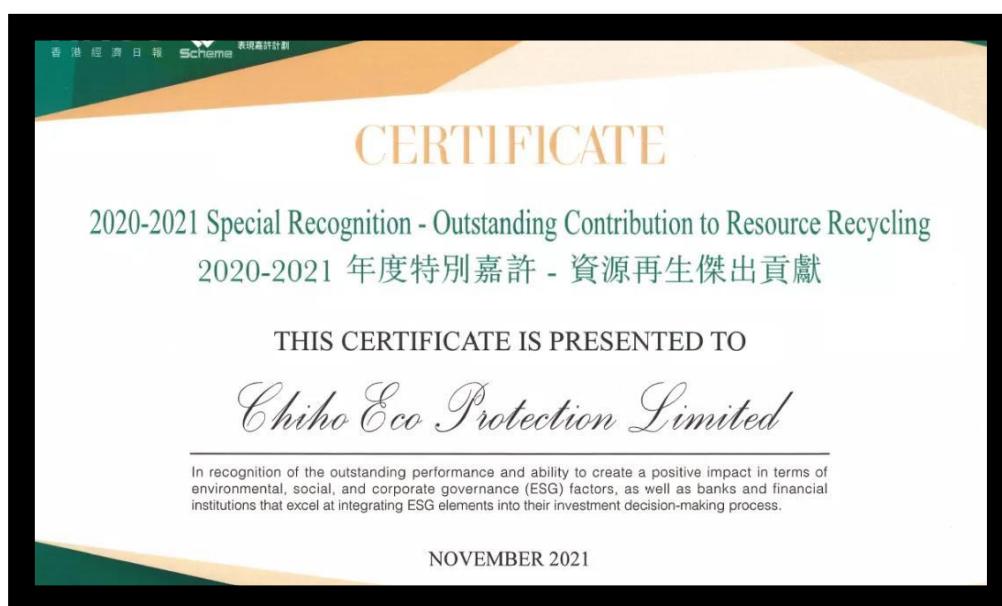 香港經濟日報
Scheme
表現嘉許計劃
CERTIFICATE
2020-2021 Special Recognition - Outstanding Contribution to Resource Recycling
2020-2021 年度特別嘉許 - 資源再生傑出貢獻
THIS CERTIFICATE IS PRESENTED TO
Chiho Eco Protection Limited
In recognition of the outstanding performance and ability to create a positive impact in terms of
environmental, social, and corporate governance (ESG) factors, as well as banks and financial
institutions that excel at integrating ESG elements into their investment decision-making process.
NOVEMBER 2021